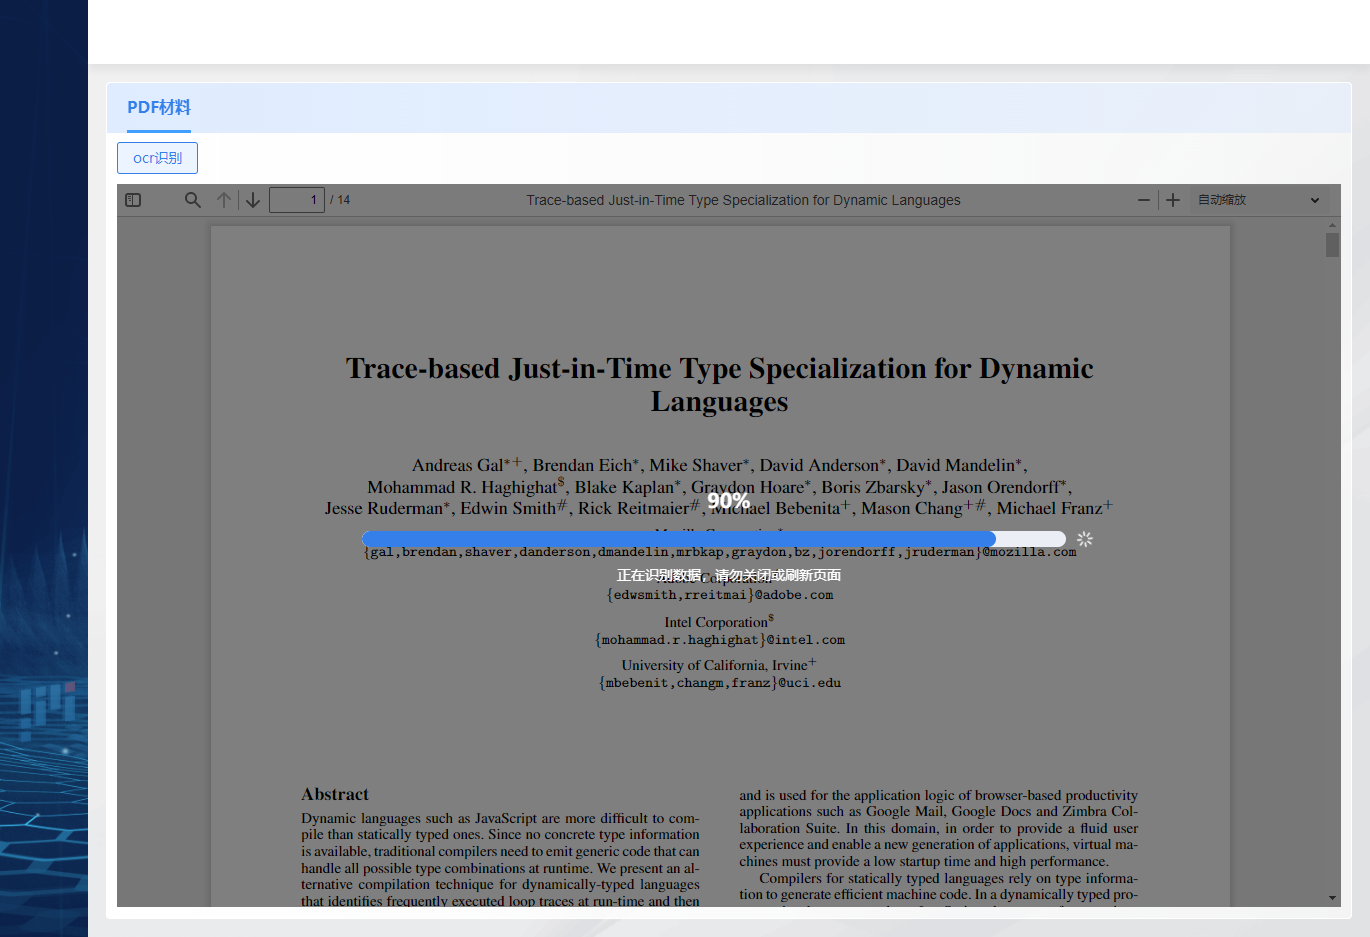 PDF材料
ocr识别
1 / 14
Trace-based Just-in-Time Type Specialization for Dynamic Languages
自动缩放
Trace-based Just-in-Time Type Specialization for Dynamic
Languages
Andreas Gal*+, Brendan Eich*, Mike Shaver*, David Anderson*, David Mandelin*,
Mohammad R. Haghighat$, Blake Kaplan*, Graydon Hoare*, Boris Zbarsky*, Jason Orendorff*,
90%
Jesse Ruderman*, Edwin Smith#, Rick Reitmaier#, Michael Bebenita+, Mason Chang+#, Michael Franz+
{gal,brendan,shaver,danderson,dmandelin,mrbkap,graydon,bz,jorendorff,jruderman}@mozilla.com
正在识别数据，请勿关闭或刷新页面
{edwsmith,rreitmai}@adobe.com
Intel Corporation$
{mohammad.r.haghighat}@intel.com
University of California, Irvine+
{mbebenit,changm,franz}@uci.edu
Abstract
Dynamic languages such as JavaScript are more difficult to com-
pile than statically typed ones. Since no concrete type information
is available, traditional compilers need to emit generic code that can
handle all possible type combinations at runtime. We present an al-
ternative compilation technique for dynamically-typed languages
that identifies frequently executed loop traces at run-time and then
and is used for the application logic of browser-based productivity
applications such as Google Mail, Google Docs and Zimbra Col-
laboration Suite. In this domain, in order to provide a fluid user
experience and enable a new generation of applications, virtual ma-
chines must provide a low startup time and high performance.
Compilers for statically typed languages rely on type informa-
tion to generate efficient machine code. In a dynamically typed pro-